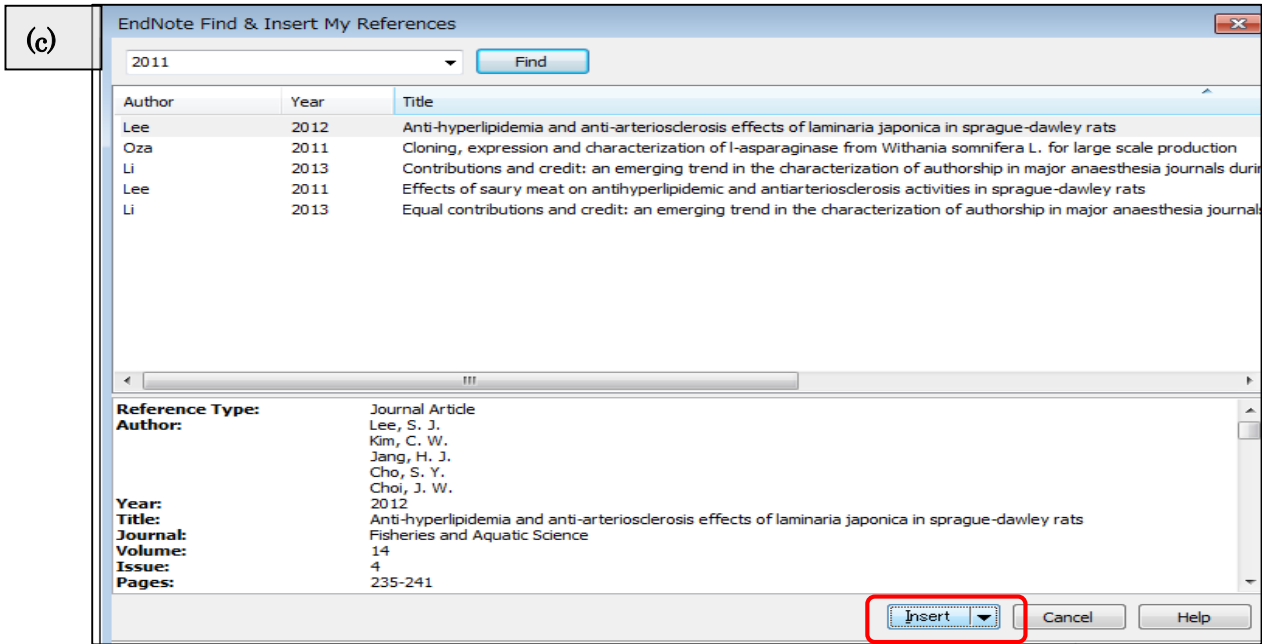 (c)
EndNote Find & Insert My References
2011 Find
Author Year Title
Lee 2012 Anti-hyperlipidemia and anti-arteriosclerosis effects of laminaria japonica in sprague-dawley rats
Oza 2011 Cloning, expression and characterization of l-asparaginase from Withania somnifera L. for large scale production
Li 2013 Contributions and credit: an emerging trend in the characterization of authorship in major anaesthesia journals durin
Lee 2011 Effects of saury meat on antihyperlipidemic and antiarteriosclerosis activities in sprague-dawley rats
Li 2013 Equal contributions and credit: an emerging trend in the characterization of authorship in major anaesthesia journals
Reference Type: Journal Article
Author: Lee, S. J.
Kim, C. W.
Jang, H. J.
Cho, S. Y.
Choi, J. W.
Year: 2012
Title: Anti-hyperlipidemia and anti-arteriosclerosis effects of laminaria japonica in sprague-dawley rats
Journal: Fisheries and Aquatic Science
Volume: 14
Issue: 4
Pages: 235-241
Insert Cancel Help